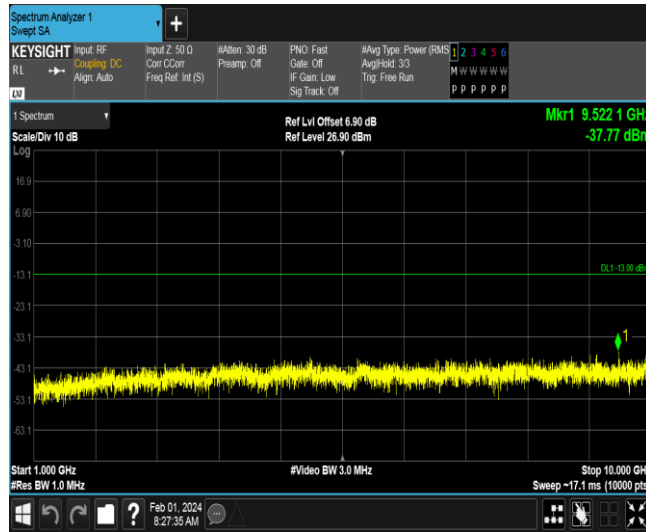 Spectrum Analyzer 1
Swept SA
KEYSIGHT
RL
LXI
Input: RF
Coupling: DC
Align: Auto
Input Z: 50 Ω
Corr CCorr
Freq Ref: Int (S)
#Atten: 30 dB
Preamp: Off
PNO: Fast
Gate: Off
IF Gain: Low
Sig Track: Off
#Avg Type: Power (RMS
Avg|Hold: 3/3
Trig: Free Run
1 2 3 4 5 6
M W W W W W
P P P P P P
1 Spectrum
Scale/Div 10 dB
Ref Lvl Offset 6.90 dB
Ref Level 26.90 dBm
Mkr1 9.522 1 GHz
-37.77 dBm
Log
16.9
6.90
-3.10
-13.1
DL1 -13.00 dBm
-23.1
-33.1
1
-43.1
-53.1
-63.1
Start 1.000 GHz
#Res BW 1.0 MHz
#Video BW 3.0 MHz
Stop 10.000 GHz
Sweep ~17.1 ms (10000 pts
?
Feb 01, 2024
8:27:35 AM